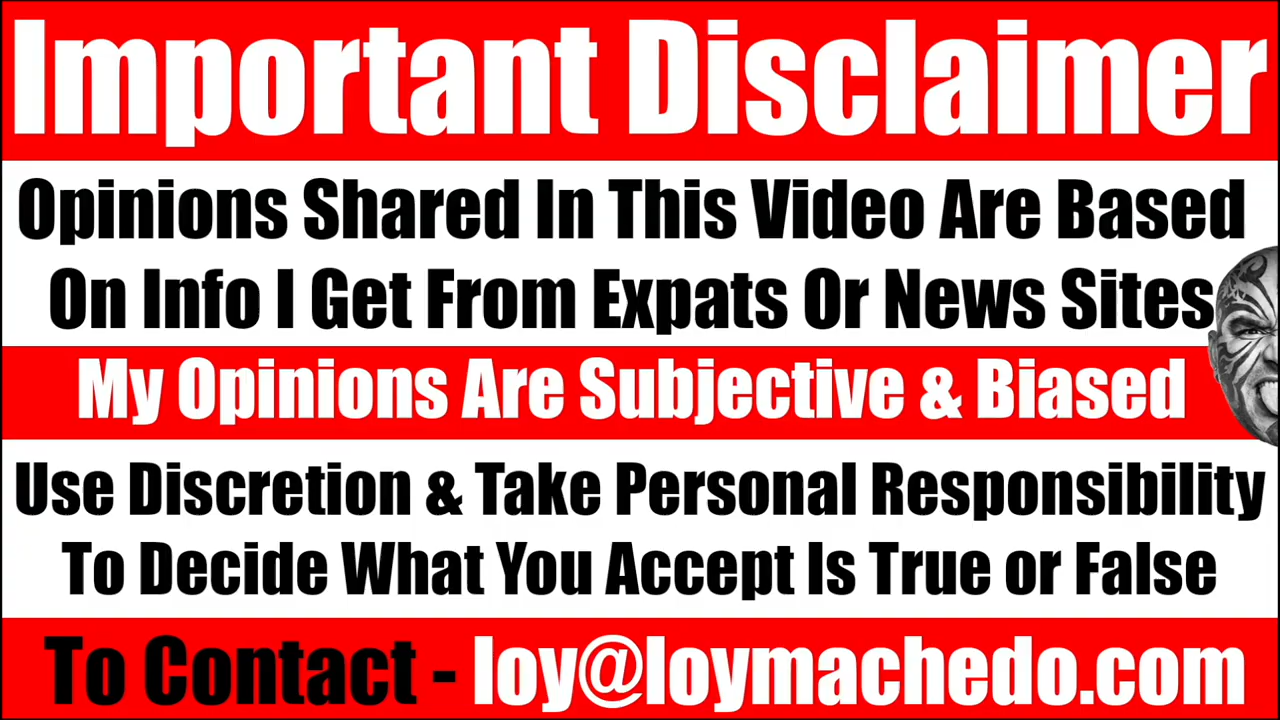 Important Disclaimer
Opinions Shared In This Video Are Based
On Info I Get From Expats Or News Sites
My Opinions Are Subjective & Biased
Use Discretion & Take Personal Responsibility
To Decide What You Accept Is True or False
To Contact - loy@loymachedo.com